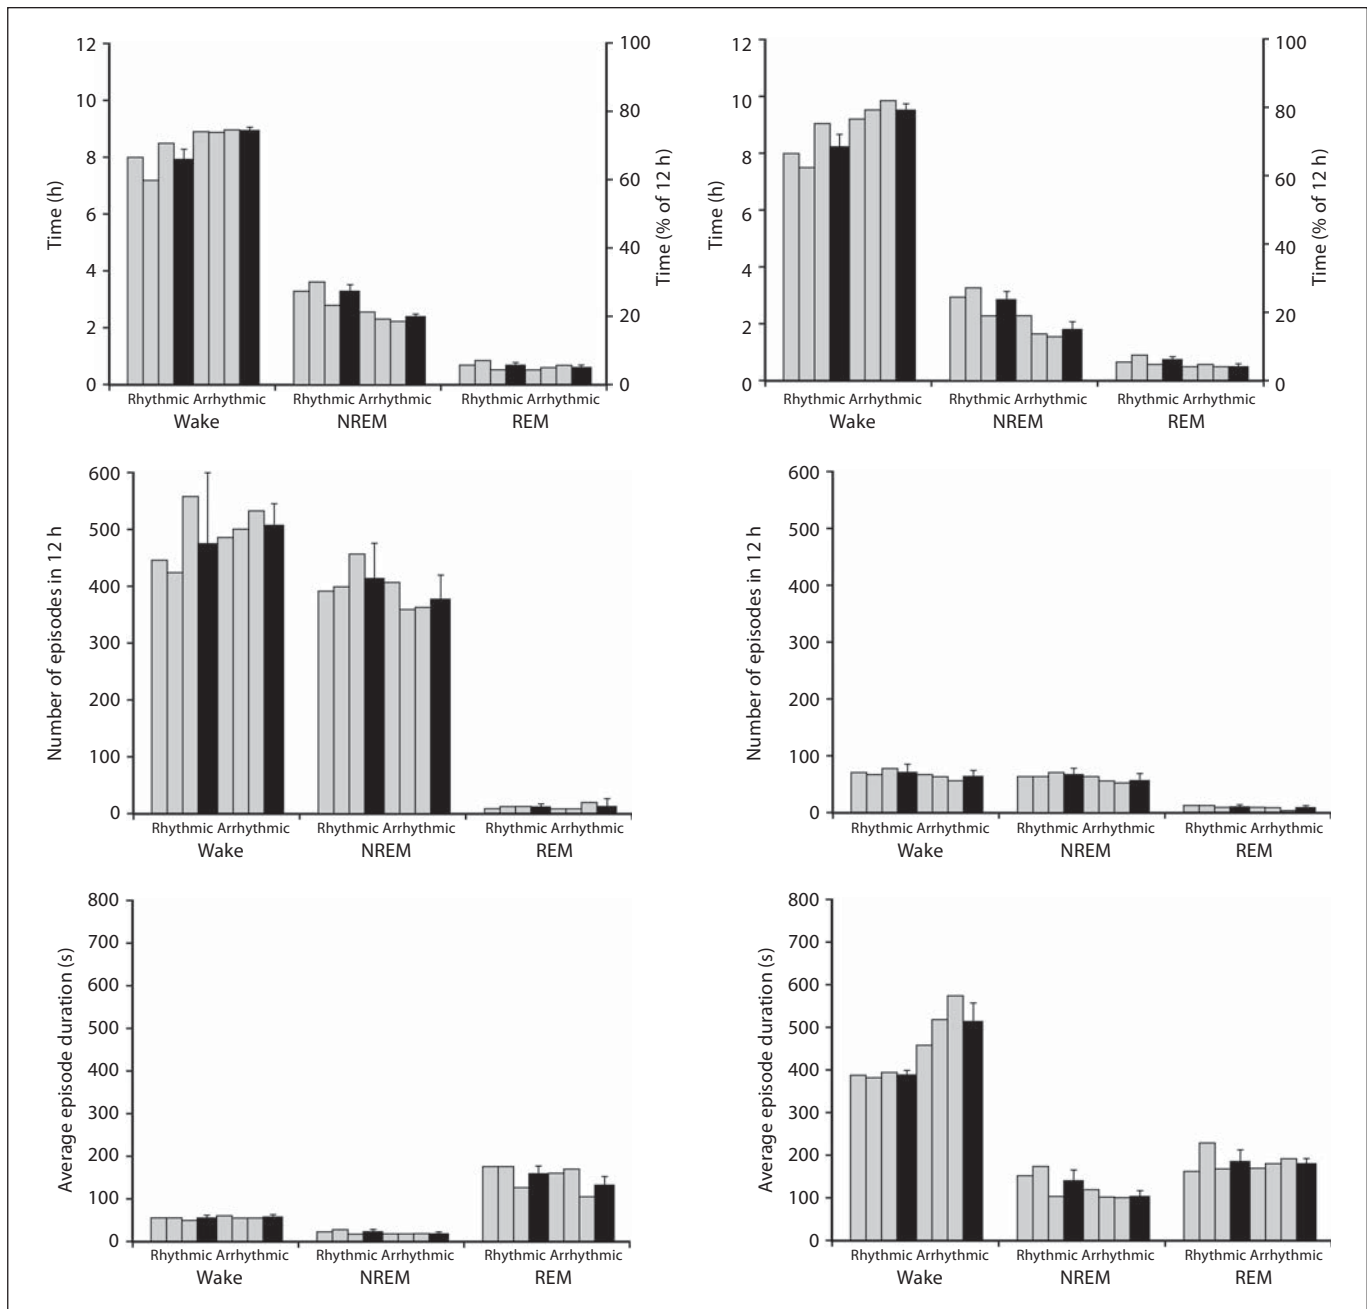 12
10
8
6
4
2
0
Time (h)
100
80
60
40
20
0
Time (% of 12 h)
Rhythmic Arrhythmic Rhythmic Arrhythmic Rhythmic Arrhythmic
Wake NREM REM
12
10
8
6
4
2
0
Time (h)
100
80
60
40
20
0
Time (% of 12 h)
Rhythmic Arrhythmic Rhythmic Arrhythmic Rhythmic Arrhythmic
Wake NREM REM
600
500
400
300
200
100
0
Number of episodes in 12 h
Rhythmic Arrhythmic Rhythmic Arrhythmic Rhythmic Arrhythmic
Wake NREM REM
600
500
400
300
200
100
0
Number of episodes in 12 h
Rhythmic Arrhythmic Rhythmic Arrhythmic Rhythmic Arrhythmic
Wake NREM REM
800
700
600
500
400
300
200
100
0
Average episode duration (s)
Rhythmic Arrhythmic Rhythmic Arrhythmic Rhythmic Arrhythmic
Wake NREM REM
800
700
600
500
400
300
200
100
0
Average episode duration (s)
Rhythmic Arrhythmic Rhythmic Arrhythmic Rhythmic Arrhythmic
Wake NREM REM